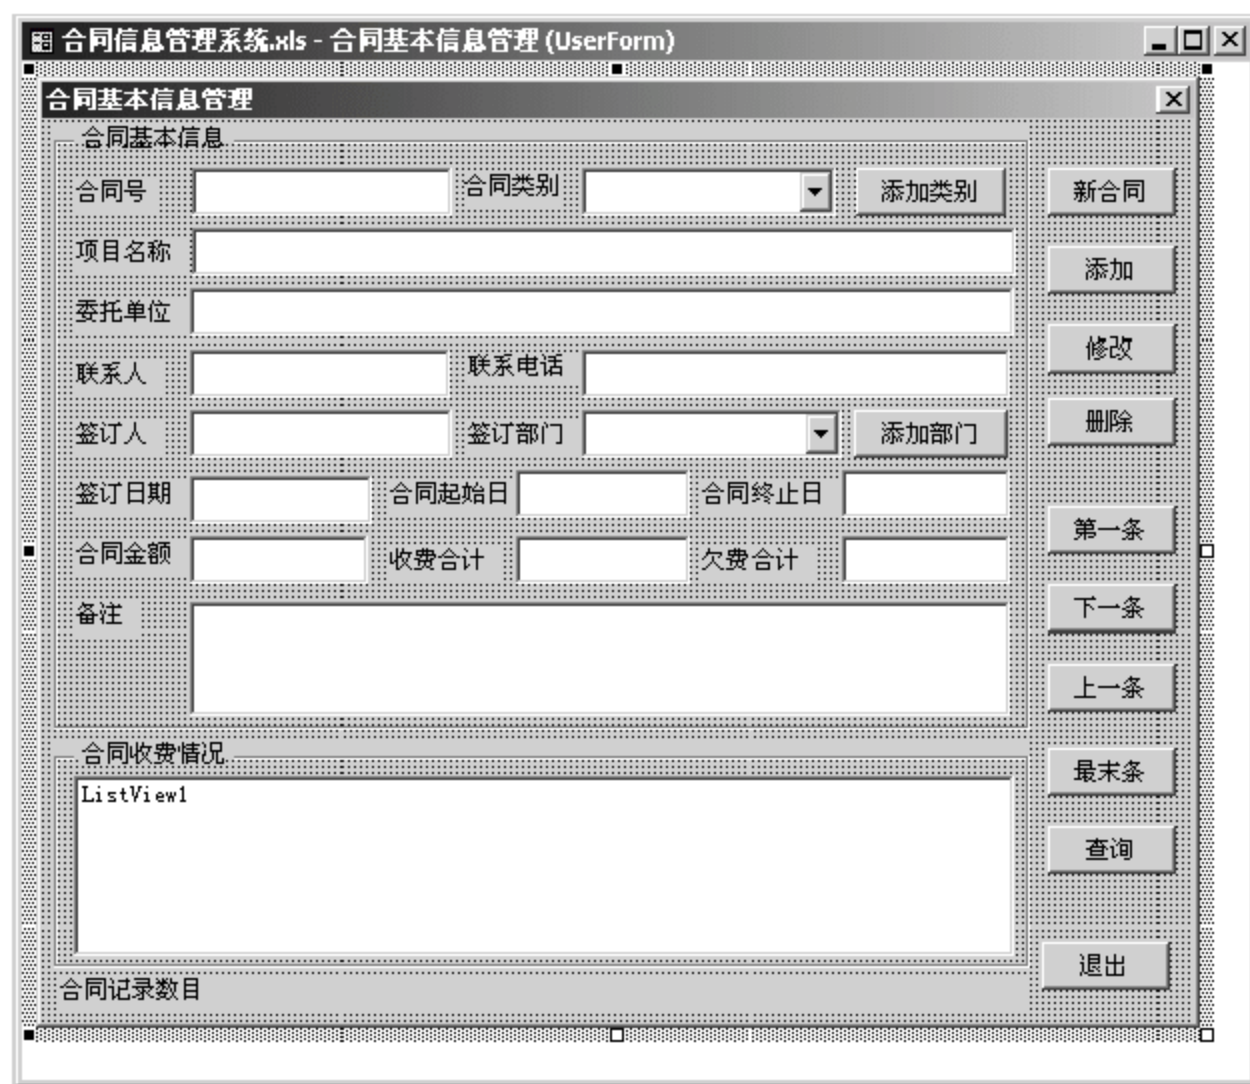 合同信息管理系统.xls - 合同基本信息管理 (UserForm)
合同基本信息管理
合同基本信息
合同号 合同类别 添加类别 新合同
项目名称 添加
委托单位
联系人 联系电话 修改
签订人 签订部门 添加部门 删除
签订日期 合同起始日 合同终止日
合同金额 收费合计 欠费合计 第一条
备注 下一条
上一条
合同收费情况
最末条
ListView1
查询
退出
合同记录数目